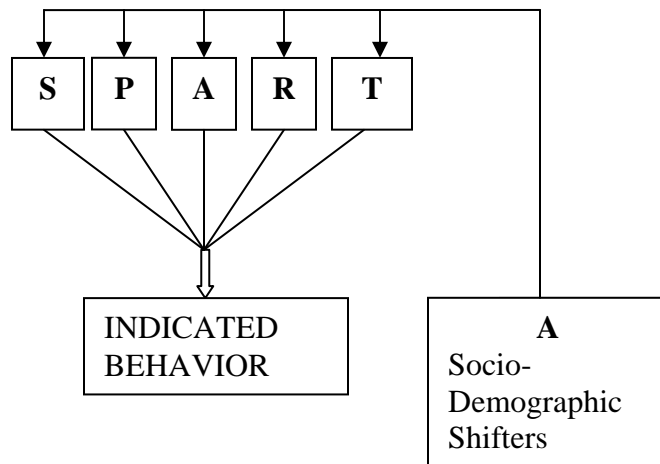 S P A R T
INDICATED
BEHAVIOR
A
Socio-
Demographic
Shifters